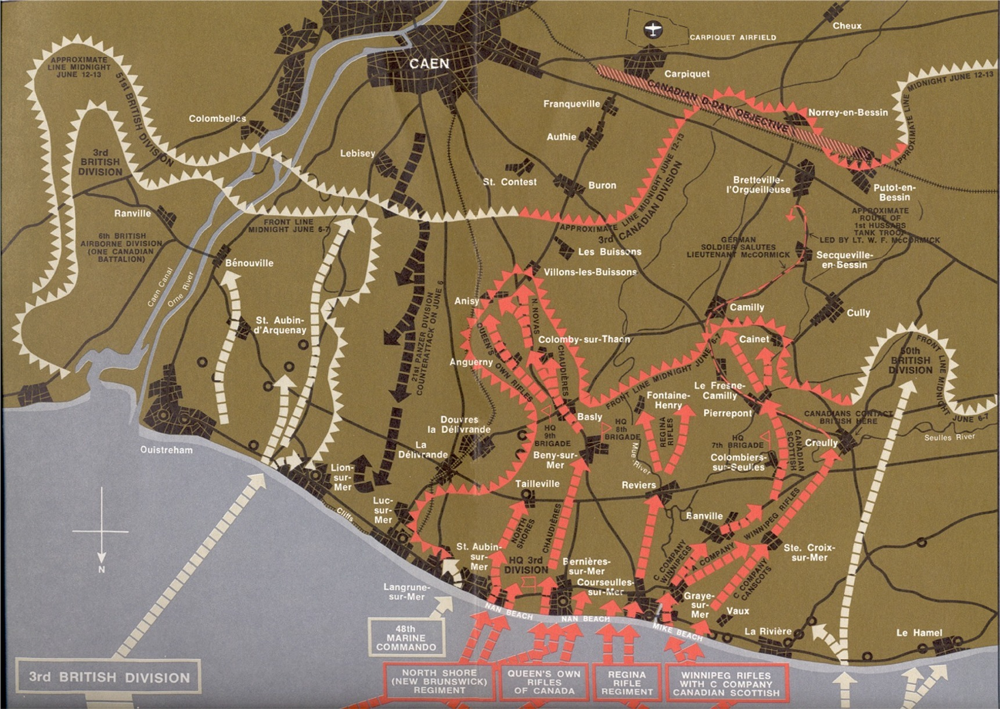 Cheux
CARPIQUET AIRFIELD
CAEN
APPROXIMATE
LINE MIDNIGHT
JUNE 12-13
51st BRITISH DIVISION
Carpiquet
CANADIAN D-DAY OBJECTIVE
APPROXIMATE LINE MIDNIGHT JUNE 12-13
Franqueville
Norrey-en-Bessin
Colombelles
Authie
3rd
BRITISH
DIVISION
Lebisey
St. Contest
Buron
Bretteville-
l'Orgueilleuse
Putot-en-
Bessin
APPROXIMATE LINE MIDNIGHT JUNE 12-13
3rd CANADIAN DIVISION
Ranville
FRONT LINE
MIDNIGHT JUNE 6-7
APPROXIMATE
ROUTE OF
1st HUSSARS
TANK TROOP
LED BY LT. W. F. McCORMICK
6th BRITISH
AIRBORNE DIVISION
(ONE CANADIAN
BATTALION)
GERMAN
SOLDIER SALUTES
LIEUTENANT McCORMICK
Les Buissons
Secqueville-
en-Bessin
Bénouville
Villons-les-Buissons
Caen Canal
Orne River
Anisy
N. NOVAS
Camilly
Cully
21st PANZER DIVISION
COUNTERATTACK ON JUNE 6
St. Aubin-
d'Arquenay
Colomby-sur-Thaon
Cainet
QUEEN'S OWN RIFLES
CHAUDIÈRES
FRONT LINE MIDNIGHT JUNE 6-7
50th
BRITISH
DIVISION
FRONT LINE MIDNIGHT JUNE 6-7
Anguerny
Le Fresne-
Camilly
Fontaine-
Henry
Pierrepont
CANADIANS CONTACT
BRITISH HERE
Basly
Douvres
la Délivrande
HQ
9th
BRIGADE
HQ
8th
BRIGADE
REGINA
RIFLES
HQ
7th BRIGADE
CANADIAN
SCOTTISH
Seulles River
Creully
Ouistreham
La
Délivrande
Beny-sur-
Mer
Mue River
Colombiers-
sur-Seulles
Lion-
sur-
Mer
Tailleville
Reviers
Luc-
sur-
Mer
Cliffs
NORTH
SHORES
CHAUDIÈRES
Banville
WINNIPEG RIFLES
St. Aubin-
sur-
Mer
C COMPANY
WINNIPEGS
A COMPANY
Ste. Croix-
sur-Mer
N
HQ 3rd
DIVISION
Bernières-
sur-Mer
Courseulles-
sur-Mer
C COMPANY
CANSCOTS
Langrune-
sur-Mer
Graye-
sur-
Mer
Vaux
NAN BEACH
NAN BEACH
MIKE BEACH
La Rivière
Le Hamel
48th
MARINE
COMMANDO
3rd BRITISH DIVISION
NORTH SHORE
(NEW BRUNSWICK)
REGIMENT
QUEEN'S OWN
RIFLES
OF CANADA
REGINA
RIFLE
REGIMENT
WINNIPEG RIFLES
WITH C COMPANY
CANADIAN SCOTTISH